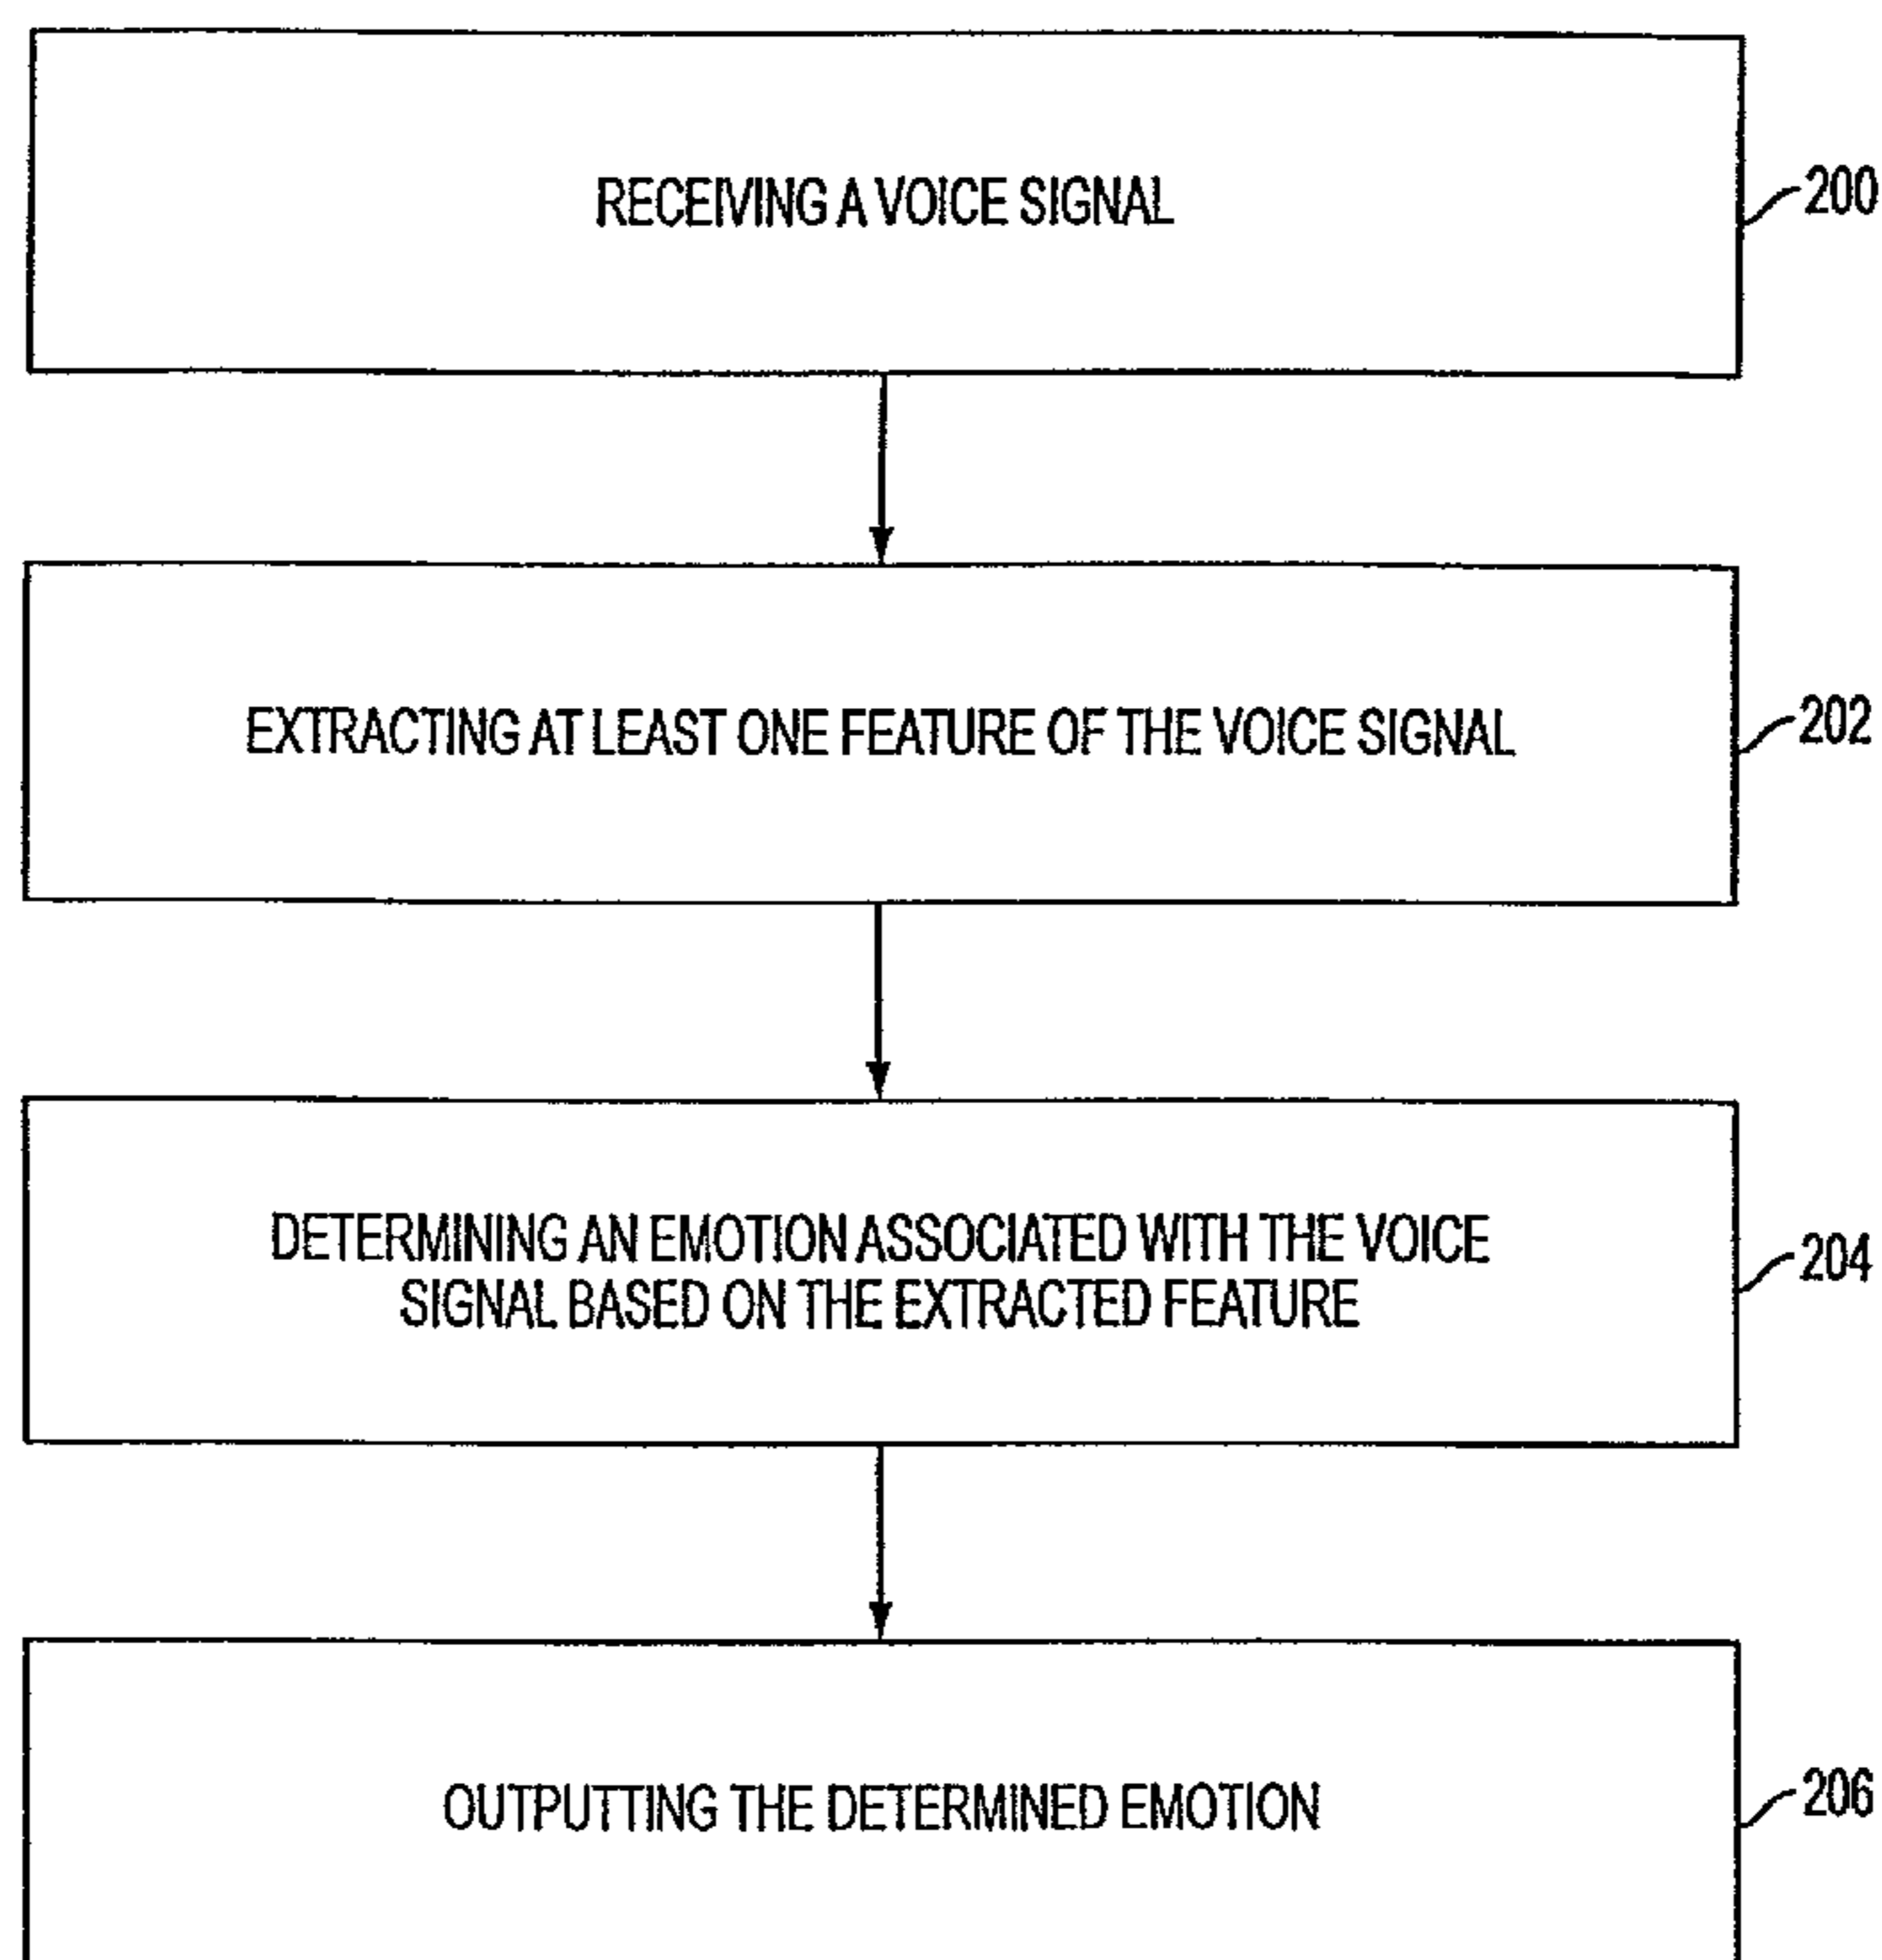 RECEIVING A VOICE SIGNAL
200
EXTRACTING AT LEAST ONE FEATURE OF THE VOICE SIGNAL
202
DETERMINING AN EMOTION ASSOCIATED WITH THE VOICE
SIGNAL BASED ON THE EXTRACTED FEATURE
204
OUTPUTTING THE DETERMINED EMOTION
206